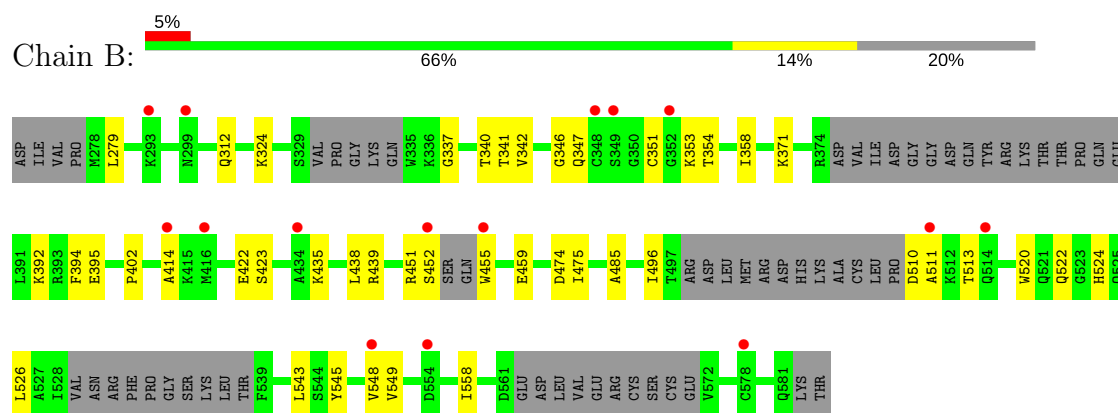 5%
Chain B:
66% 14% 20%
ASP ILE VAL PRO M278 L279 K293 N299 Q312 K324 S329 VAL PRO GLY LYS GLN W335 K336 G337 T340 T341 V342 G346 Q347 C348 S349 G350 C351 G352 K353 T354 I358 K371 R374 ASP VAL ILE ASP GLY GLY ASP GLN TYR ARG LYS THR THR PRO GLN GLU
L391 K392 R393 F394 E395 P402 A414 K415 M416 E422 S423 A434 K435 L438 R439 R451 S452 SER GLN W455 E459 D474 I475 A485 I496 T497 ARG ASP LEU MET ARG ASP HIS LYS ALA CYS LEU PRO D510 A511 K512 T513 Q514 W520 Q521 Q522 G523 H524 Q525
L526 A527 I528 VAL ASN ARG PHE PRO GLY SER LYS LEU THR F539 L543 S544 Y545 V548 V549 D554 I558 D561 GLU ASP LEU VAL GLU ARG CYS SER CYS GLU V572 C578 Q581 LYS THR